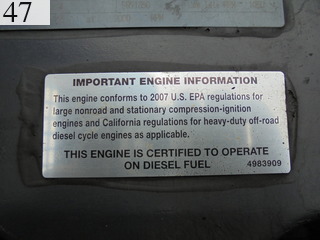 47
IMPORTANT ENGINE INFORMATION
This engine conforms to 2007 U.S. EPA regulations for
large nonroad and stationary compression-ignition
engines and California regulations for heavy-duty off-road
diesel cycle engines as applicable.
THIS ENGINE IS CERTIFIED TO OPERATE
ON DIESEL FUEL
4983909